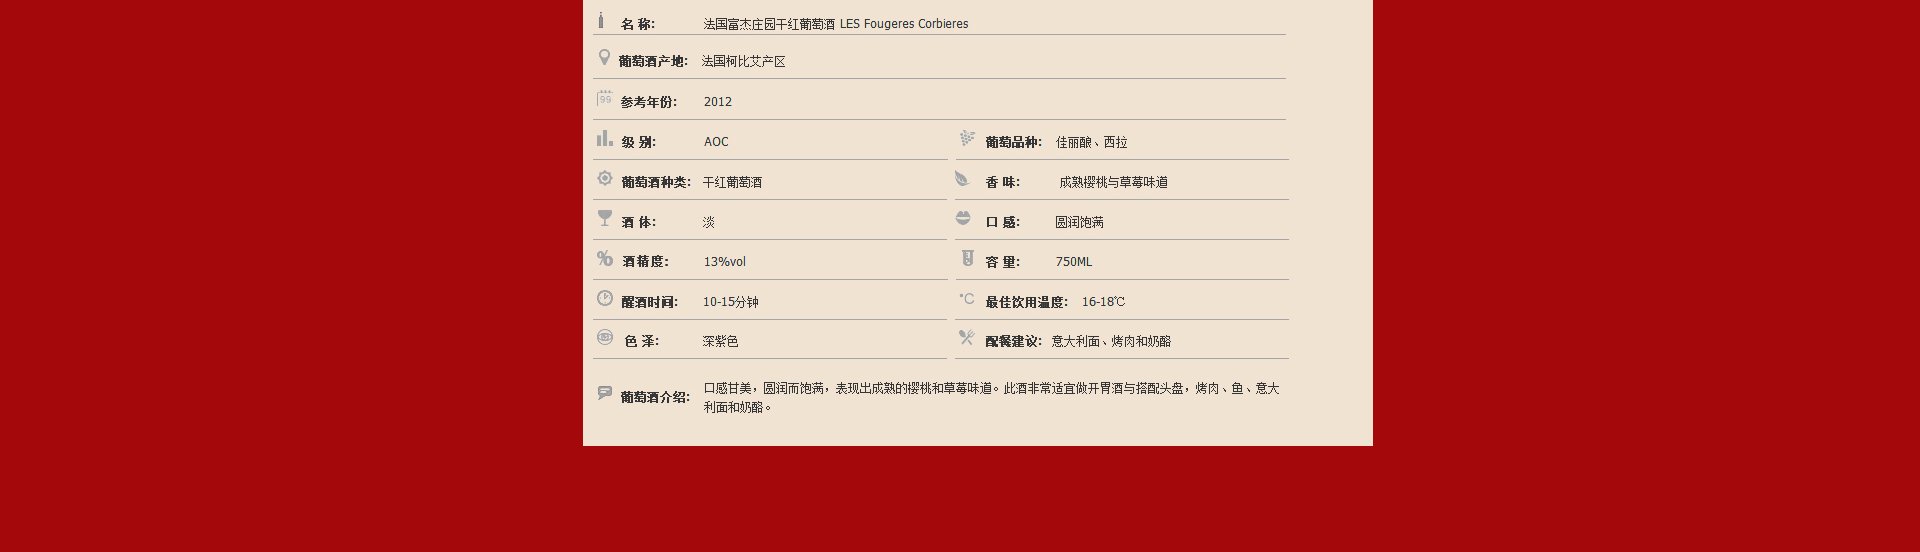 名 称: 法国富杰庄园干红葡萄酒 LES Fougeres Corbieres
葡萄酒产地: 法国柯比艾产区
99 参考年份: 2012
级 别: AOC 葡萄品种: 佳丽酿、西拉
葡萄酒种类: 干红葡萄酒 香 味: 成熟樱桃与草莓味道
酒 体: 淡 口 感: 圆润饱满
% 酒精度: 13%vol 容 量: 750ML
醒酒时间: 10-15分钟 °C 最佳饮用温度: 16-18℃
色 泽: 深紫色 配餐建议: 意大利面、烤肉和奶酪
葡萄酒介绍: 口感甘美，圆润而饱满，表现出成熟的樱桃和草莓味道。此酒非常适宜做开胃酒与搭配头盘，烤肉、鱼、意大
利面和奶酪。